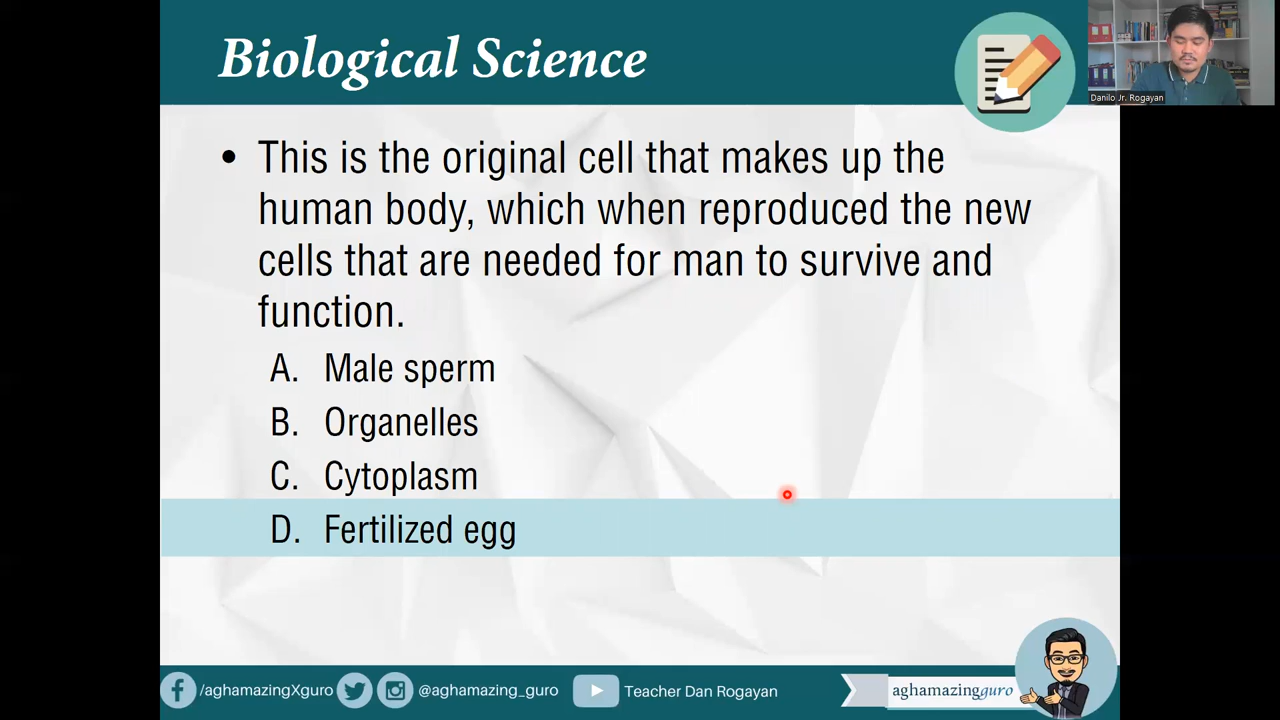 Biological Science
Danilo Jr. Rogayan
• This is the original cell that makes up the
human body, which when reproduced the new
cells that are needed for man to survive and
function.
A. Male sperm
B. Organelles
C. Cytoplasm
D. Fertilized egg
/aghamazingXguro
@aghamazing_guro
Teacher Dan Rogayan
aghamazingguro